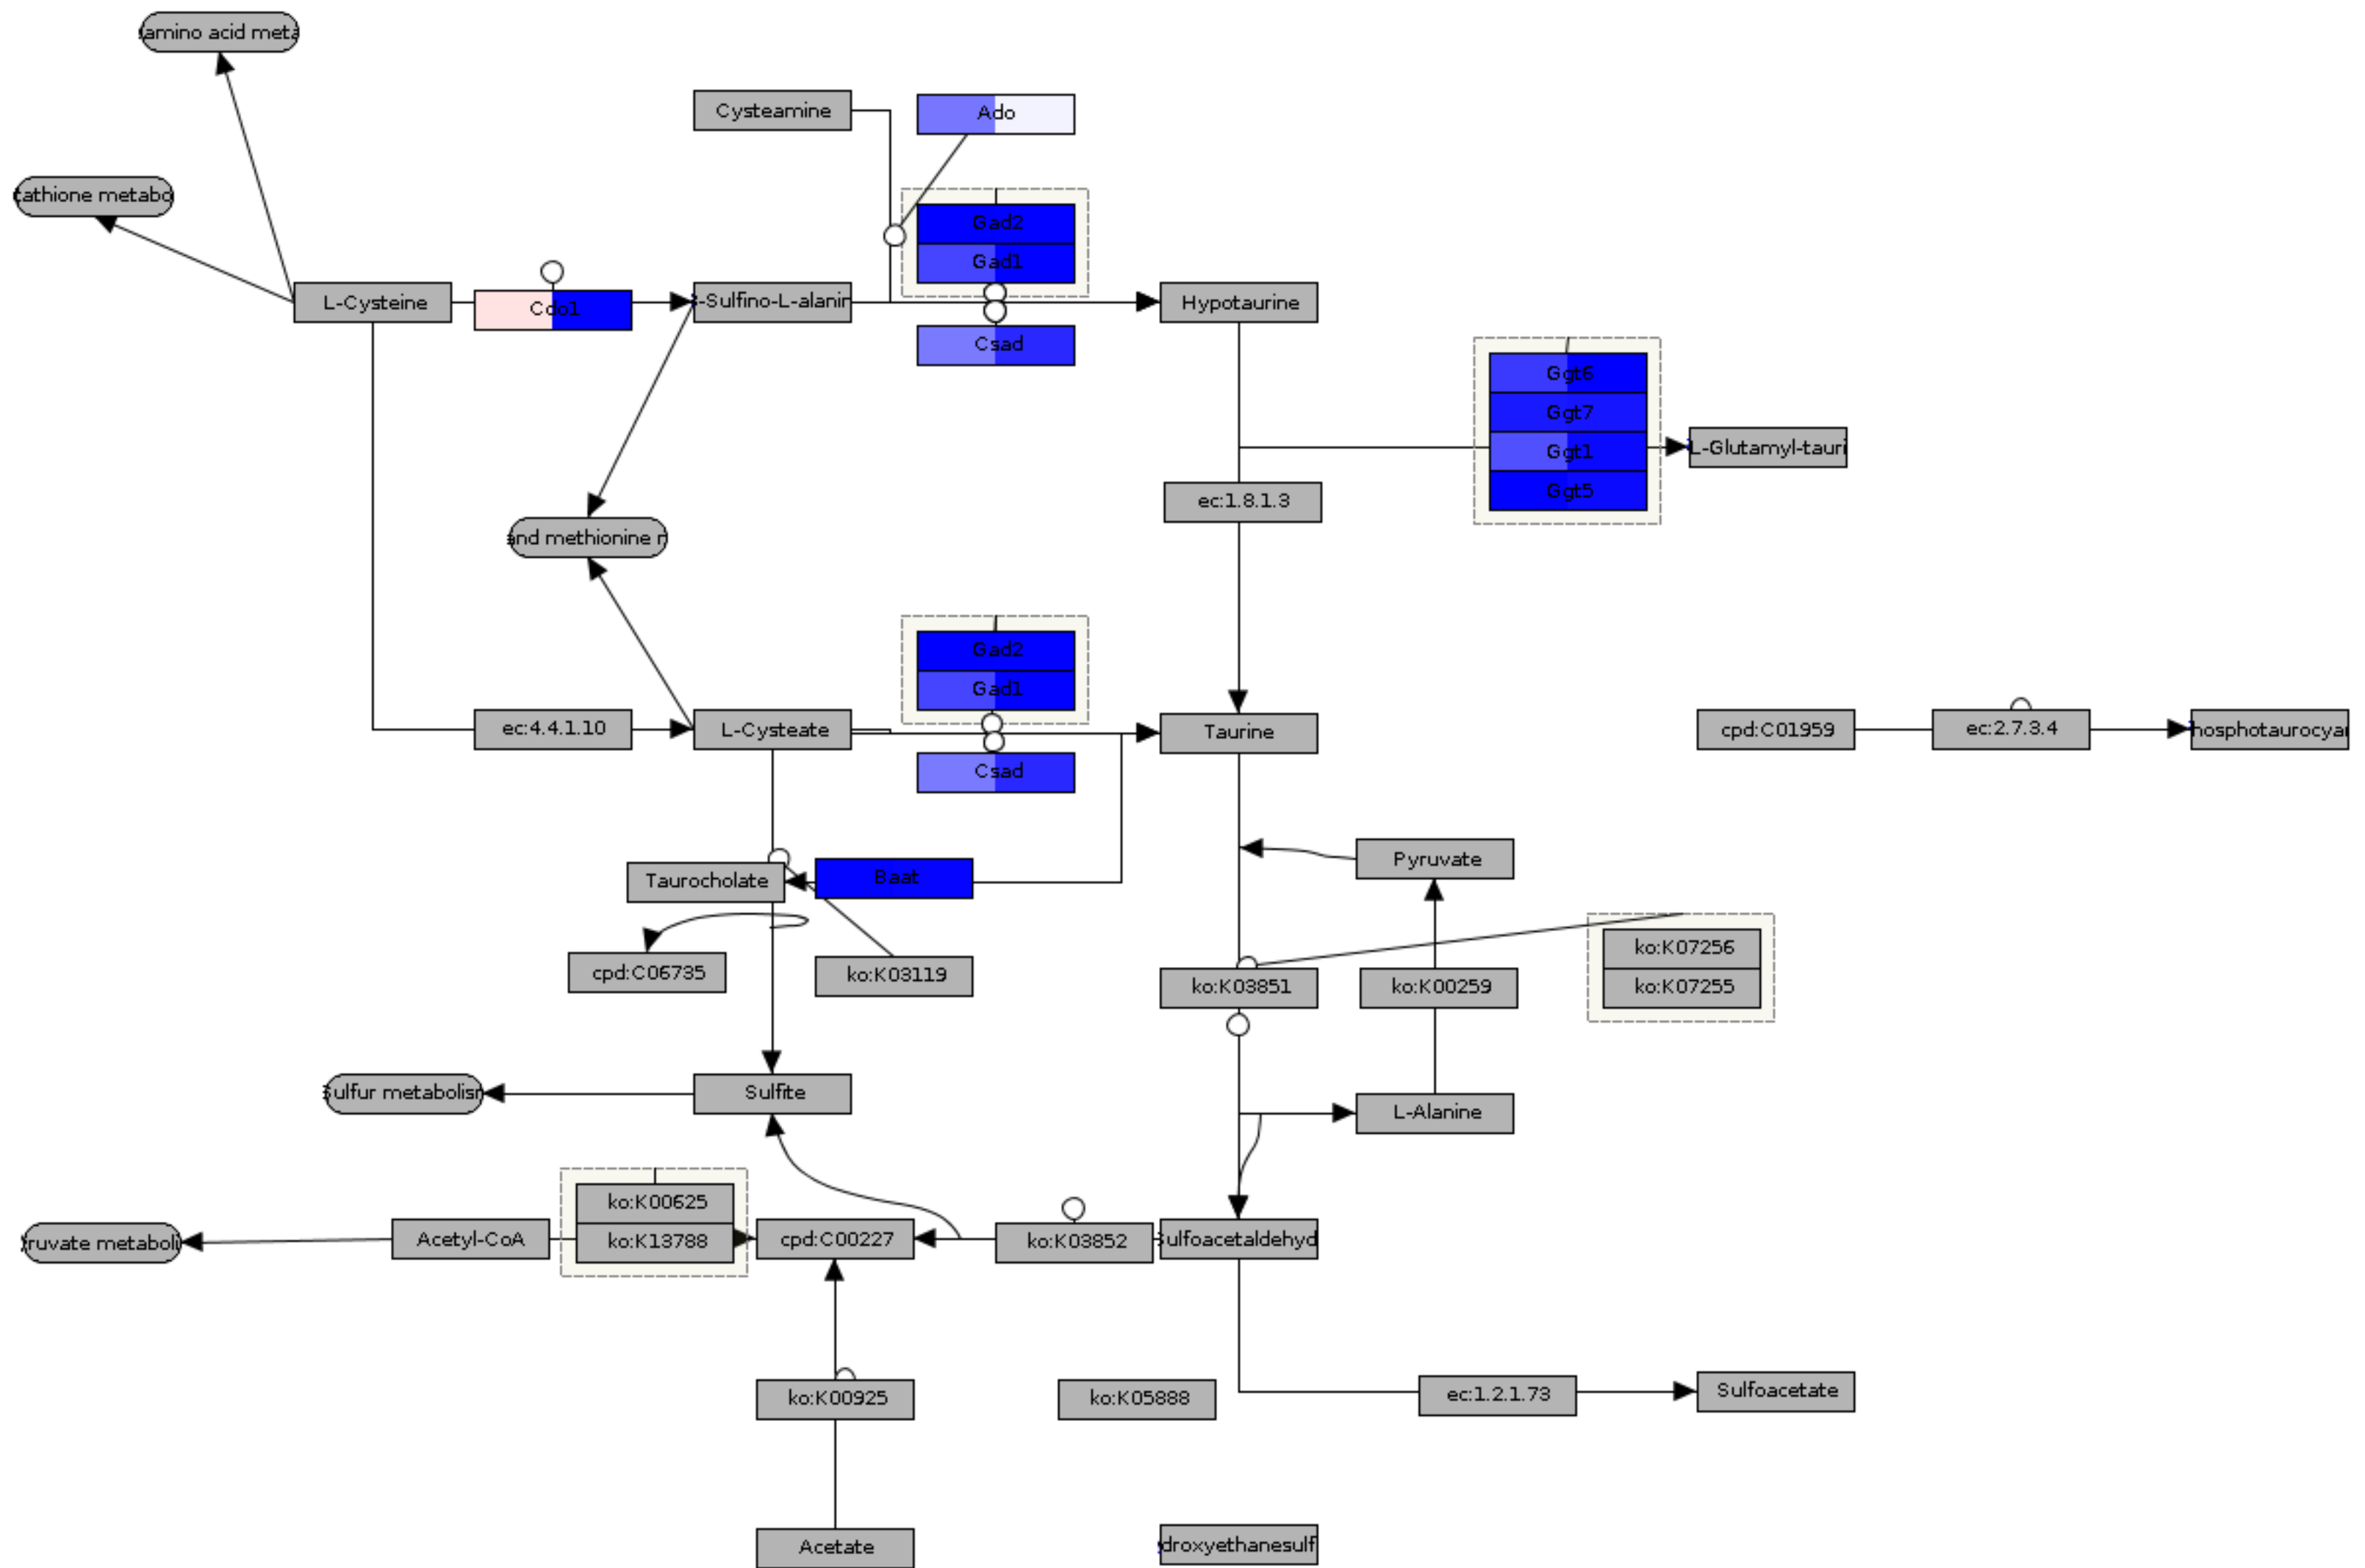 amino acid meta
Cysteamine
Ado
tathione metabo
Gad2
Gad1
L-Cysteine
Cdo1
-Sulfino-L-alanin
Hypotaurine
Csad
Ggt6
Ggt7
Ggt1
Ggt5
L-Glutamyl-tauri
ec:1.8.1.3
and methionine m
Gad2
Gad1
ec:4.4.1.10
L-Cysteate
Taurine
cpd:C01959
ec:2.7.3.4
hosphotaurocyar
Csad
Pyruvate
Taurocholate
Baat
cpd:C06735
ko:K03119
ko:K03851
ko:K00259
ko:K07256
ko:K07255
Sulfur metabolism
Sulfite
L-Alanine
ko:K00625
ko:K13788
yruvate metaboli
Acetyl-CoA
cpd:C00227
ko:K03852
ulfoacetaldehyd
ko:K00925
ko:K05888
ec:1.2.1.73
Sulfoacetate
Acetate
droxyethanesulf